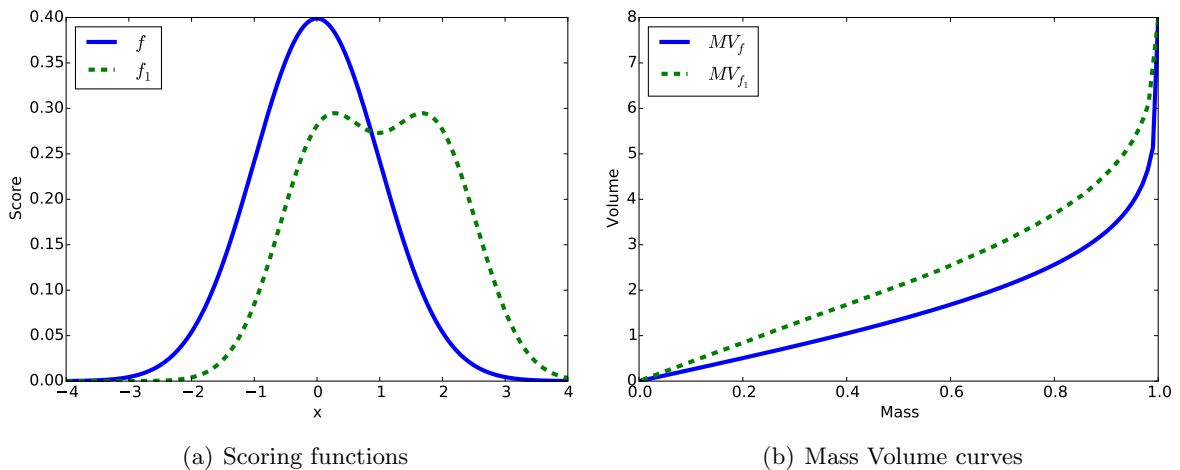 0.40
0.35
0.30
0.25
0.20
0.15
0.10
0.05
0.00
Score
f
f1
−4 −3 −2 −1 0 1 2 3 4
x
(a) Scoring functions
8
7
6
5
4
3
2
1
0
Volume
MVf
MVf1
0.0 0.2 0.4 0.6 0.8 1.0
Mass
(b) Mass Volume curves